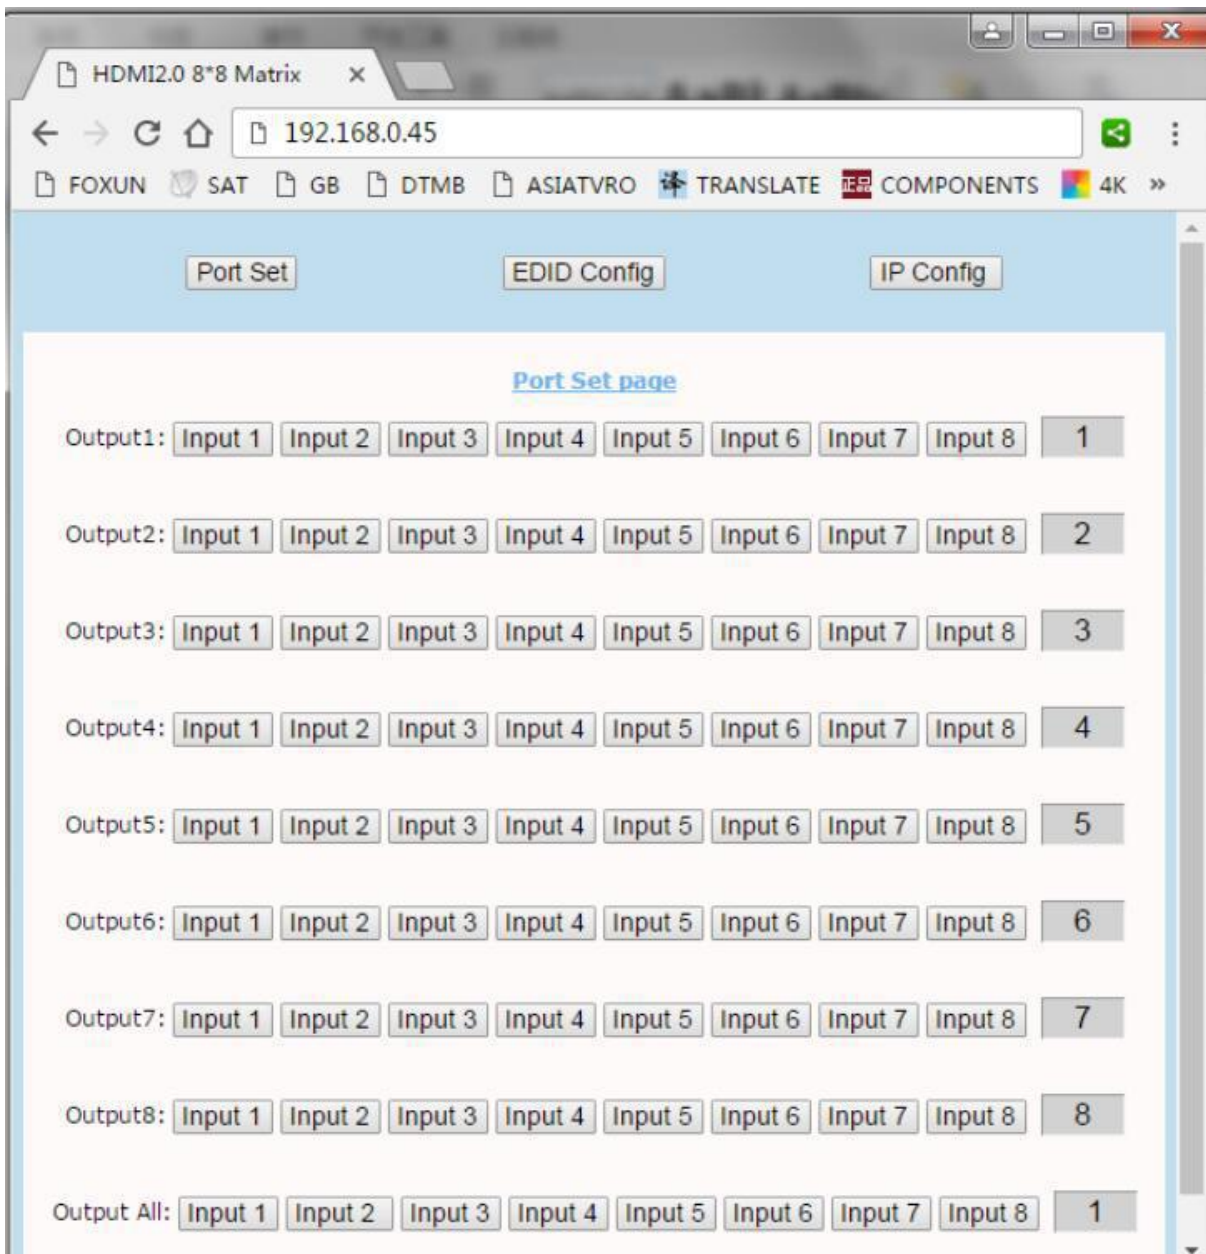 HDMI2.0 8*8 Matrix
192.168.0.45
FOXUN SAT GB DTMB ASIATVRO 译 TRANSLATE 正品 COMPONENTS 4K »
Port Set EDID Config IP Config
Port Set page
Output1: Input 1 Input 2 Input 3 Input 4 Input 5 Input 6 Input 7 Input 8 1
Output2: Input 1 Input 2 Input 3 Input 4 Input 5 Input 6 Input 7 Input 8 2
Output3: Input 1 Input 2 Input 3 Input 4 Input 5 Input 6 Input 7 Input 8 3
Output4: Input 1 Input 2 Input 3 Input 4 Input 5 Input 6 Input 7 Input 8 4
Output5: Input 1 Input 2 Input 3 Input 4 Input 5 Input 6 Input 7 Input 8 5
Output6: Input 1 Input 2 Input 3 Input 4 Input 5 Input 6 Input 7 Input 8 6
Output7: Input 1 Input 2 Input 3 Input 4 Input 5 Input 6 Input 7 Input 8 7
Output8: Input 1 Input 2 Input 3 Input 4 Input 5 Input 6 Input 7 Input 8 8
Output All: Input 1 Input 2 Input 3 Input 4 Input 5 Input 6 Input 7 Input 8 1